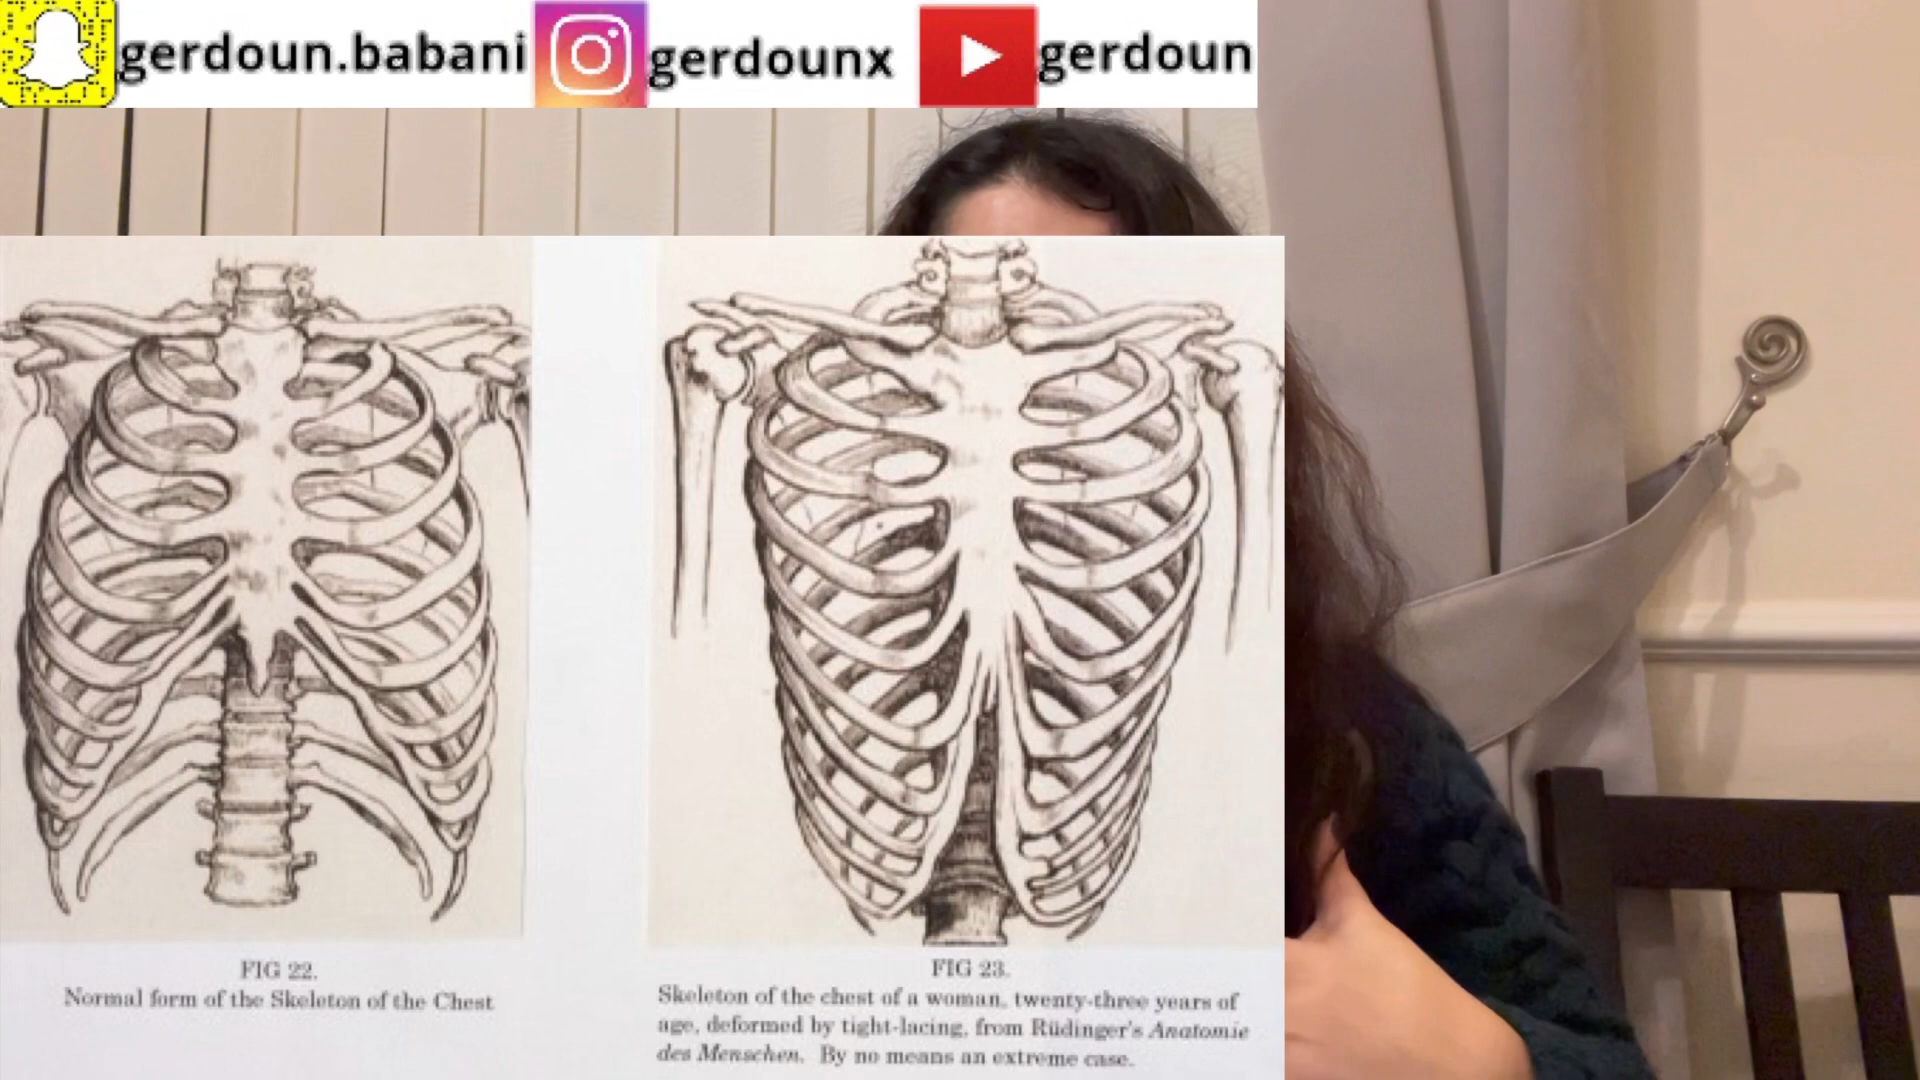 gerdoun.babani
gerdounx
gerdoun
FIG 22.
Normal form of the Skeleton of the Chest
FIG 23.
Skeleton of the chest of a woman, twenty-three years of
age, deformed by tight-lacing, from Rüdinger's Anatomie
des Menschen. By no means an extreme case.